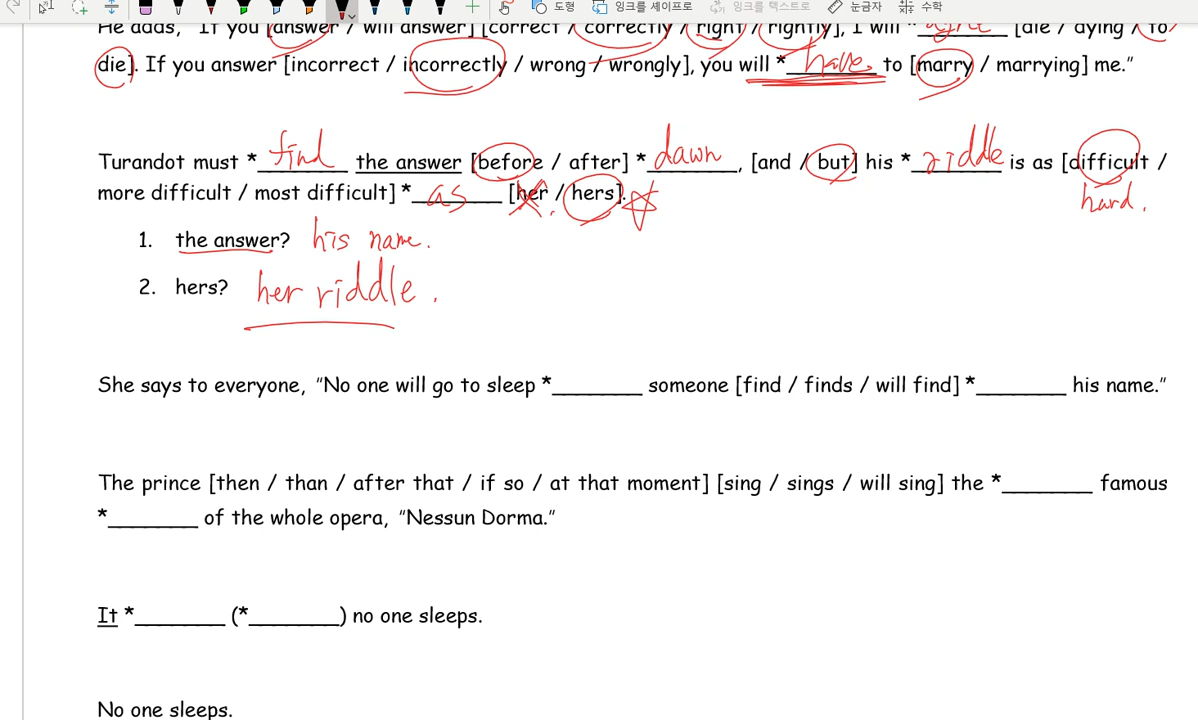 도형 잉크를 셰이프로 잉크를 텍스트로 눈금자 수학
He adds, "If you [answer / will answer] [correct / correctly / right / rightly], I will *agree [die / dying / to
die]. If you answer [incorrect / incorrectly / wrong / wrongly], you will *have to [marry / marrying] me."
Turandot must *find the answer [before / after] *dawn, [and / but] his *riddle is as [difficult /
hard.
more difficult / most difficult] *as [her / hers].
1. the answer? his name.
2. hers? her riddle.
She says to everyone, "No one will go to sleep *________ someone [find / finds / will find] *________ his name."
The prince [then / than / after that / if so / at that moment] [sing / sings / will sing] the *________ famous
*________ of the whole opera, "Nessun Dorma."
It *________ (*________) no one sleeps.
No one sleeps.